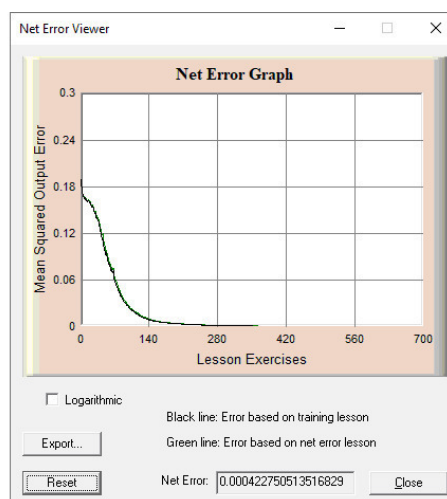 Net Error Viewer
Net Error Graph
Mean Squared Output Error
0.3
0.24
0.18
0.12
0.06
0
0 140 280 420 560 700
Lesson Exercises
Logarithmic
Black line: Error based on training lesson
Export...
Green line: Error based on net error lesson
Reset
Net Error: 0.000422750513516829
Close